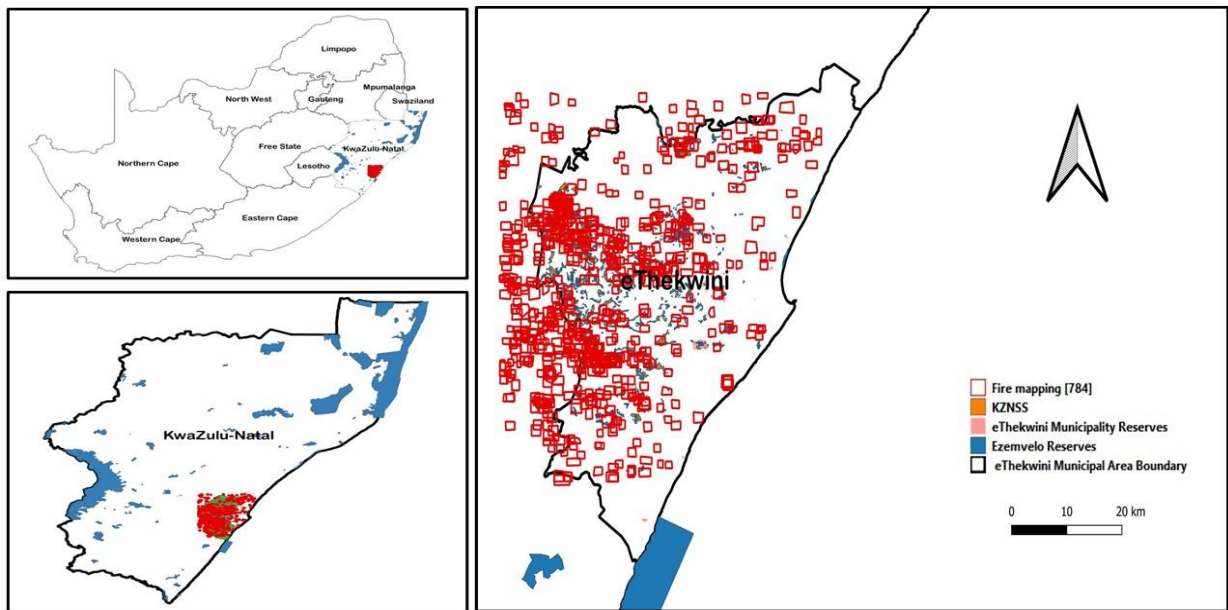 Limpopo
North West
Gauteng
Mpumalanga
Swaziland
Free State
KwaZulu-Natal
Northern Cape
Lesotho
Eastern Cape
Western Cape
KwaZulu-Natal
eThekwini
Fire mapping [784]
KZNSS
eThekwini Municipality Reserves
Ezemvelo Reserves
eThekwini Municipal Area Boundary
0 10 20 km